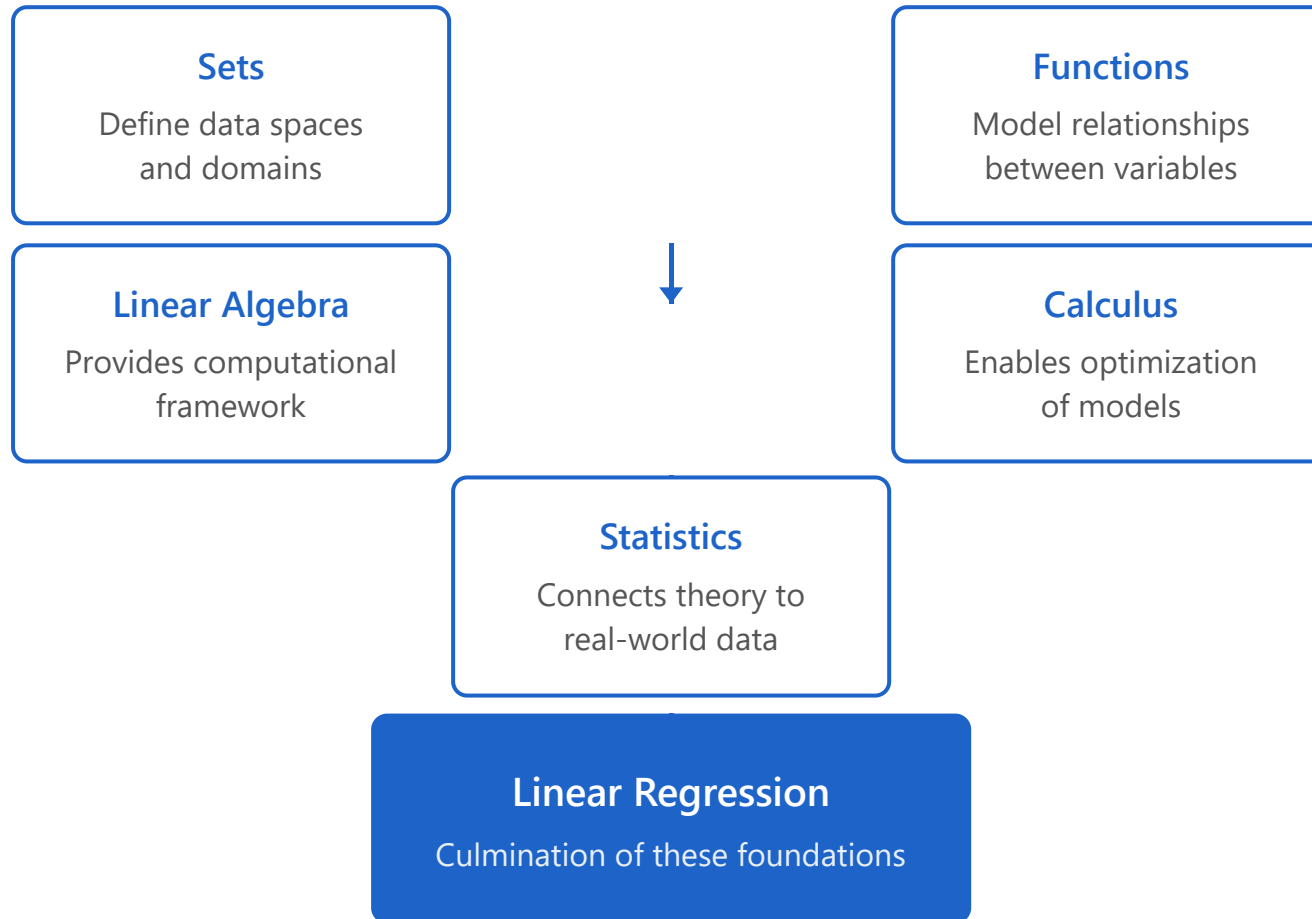 Sets
Define data spaces
and domains
Functions
Model relationships
between variables
Linear Algebra
Provides computational
framework
Calculus
Enables optimization
of models
Statistics
Connects theory to
real-world data
Linear Regression
Culmination of these foundations